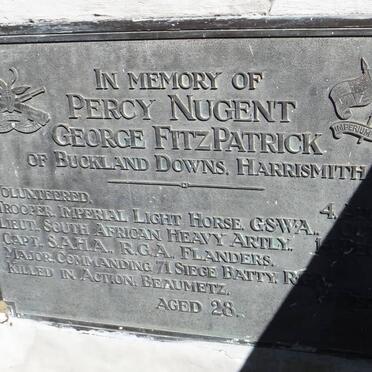 IN MEMORY OF
PERCY NUGENT
GEORGE FITZPATRICK
OF BUCKLAND DOWNS, HARRISMITH
VOLUNTEERED.
TROOPER, IMPERIAL LIGHT HORSE, G.S.W.A., 4.
LIEUT. SOUTH AFRICAN HEAVY ARTLY.
CAPT. S.A.H.A., R.G.A., FLANDERS.
MAJOR COMMANDING 71 SIEGE BATTY.
KILLED IN ACTION, BEAUMETZ,
AGED 28.
IMPERIUM